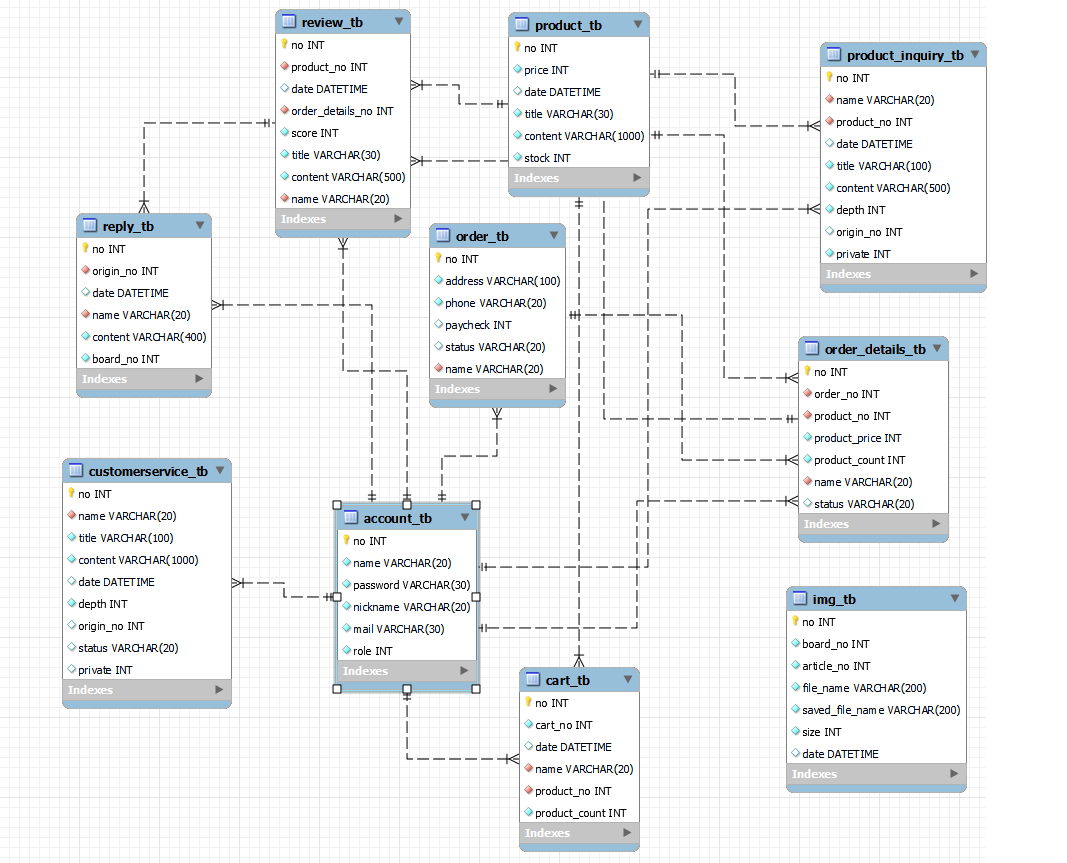 review_tb
no INT
product_no INT
date DATETIME
order_details_no INT
score INT
title VARCHAR(30)
content VARCHAR(500)
name VARCHAR(20)
Indexes
product_tb
no INT
price INT
date DATETIME
title VARCHAR(30)
content VARCHAR(1000)
stock INT
Indexes
product_inquiry_tb
no INT
name VARCHAR(20)
product_no INT
date DATETIME
title VARCHAR(100)
content VARCHAR(500)
depth INT
origin_no INT
private INT
Indexes
reply_tb
no INT
origin_no INT
date DATETIME
name VARCHAR(20)
content VARCHAR(400)
board_no INT
Indexes
order_tb
no INT
address VARCHAR(100)
phone VARCHAR(20)
paycheck INT
status VARCHAR(20)
name VARCHAR(20)
Indexes
order_details_tb
no INT
order_no INT
product_no INT
product_price INT
product_count INT
name VARCHAR(20)
status VARCHAR(20)
Indexes
customerservice_tb
no INT
name VARCHAR(20)
title VARCHAR(100)
content VARCHAR(1000)
date DATETIME
depth INT
origin_no INT
status VARCHAR(20)
private INT
Indexes
account_tb
no INT
name VARCHAR(20)
password VARCHAR(30)
nickname VARCHAR(20)
mail VARCHAR(30)
role INT
Indexes
img_tb
no INT
board_no INT
article_no INT
file_name VARCHAR(200)
saved_file_name VARCHAR(200)
size INT
date DATETIME
Indexes
cart_tb
no INT
cart_no INT
date DATETIME
name VARCHAR(20)
product_no INT
product_count INT
Indexes